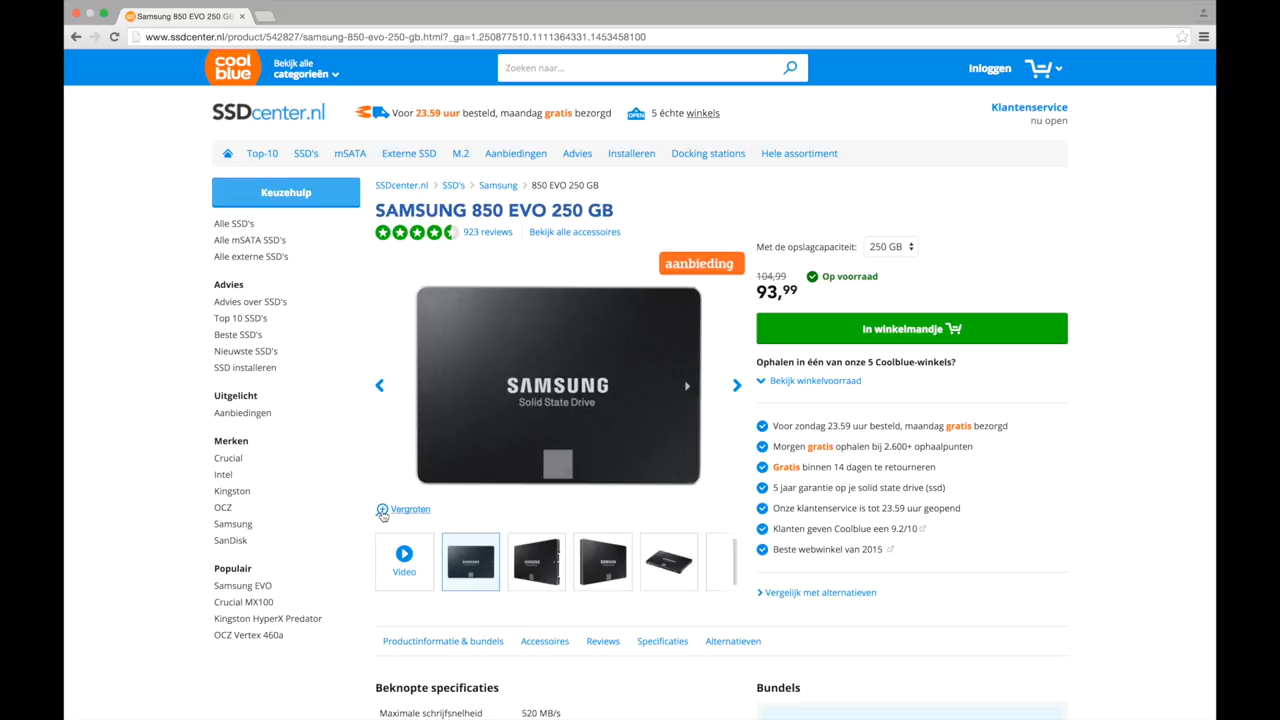 Samsung 850 EVO 250 GB
www.ssdcenter.nl/product/542827/samsung-850-evo-250-gb.html?_ga=1.250877510.1111364331.1453458100
cool
blue
Bekijk alle
categorieën
Zoeken naar...
Inloggen
SSDcenter.nl
Voor 23.59 uur besteld, maandag gratis bezorgd
OPEN
5 échte winkels
Klantenservice
nu open
Top-10
SSD's
mSATA
Externe SSD
M.2
Aanbiedingen
Advies
Installeren
Docking stations
Hele assortiment
Keuzehulp
Alle SSD's
Alle mSATA SSD's
Alle externe SSD's
Advies
Advies over SSD's
Top 10 SSD's
Beste SSD's
Nieuwste SSD's
SSD installeren
Uitgelicht
Aanbiedingen
Merken
Crucial
Intel
Kingston
OCZ
Samsung
SanDisk
Populair
Samsung EVO
Crucial MX100
Kingston HyperX Predator
OCZ Vertex 460a
SSDcenter.nl > SSD's > Samsung > 850 EVO 250 GB
SAMSUNG 850 EVO 250 GB
923 reviews
Bekijk alle accessoires
aanbieding
SAMSUNG
Solid State Drive
Vergroten
Video
Met de opslagcapaciteit: 250 GB
104,99
Op voorraad
93,99
In winkelmandje
Ophalen in één van onze 5 Coolblue-winkels?
Bekijk winkelvoorraad
Voor zondag 23.59 uur besteld, maandag gratis bezorgd
Morgen gratis ophalen bij 2.600+ ophaalpunten
Gratis binnen 14 dagen te retourneren
5 jaar garantie op je solid state drive (ssd)
Onze klantenservice is tot 23.59 uur geopend
Klanten geven Coolblue een 9.2/10
Beste webwinkel van 2015
Vergelijk met alternatieven
Productinformatie & bundels
Accessoires
Reviews
Specificaties
Alternatieven
Beknopte specificaties
Maximale schrijfsnelheid 520 MB/s
Bundels